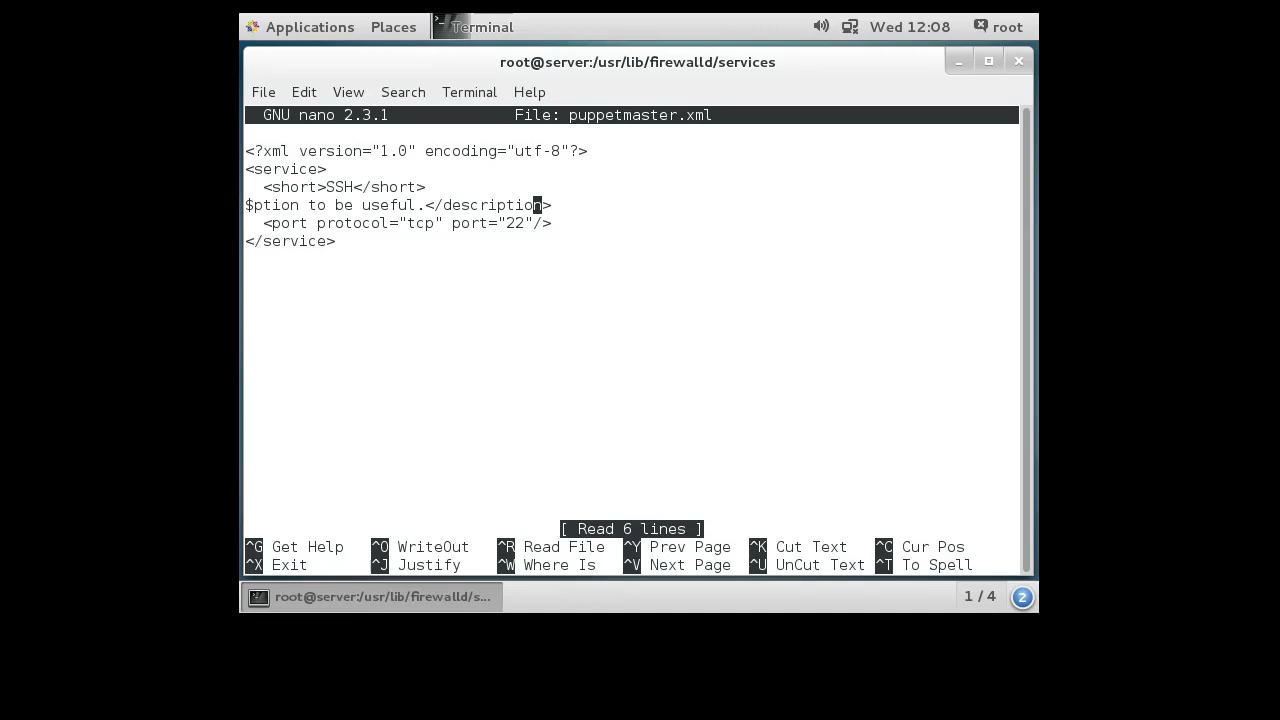 Applications Places Terminal Wed 12:08 root
root@server:/usr/lib/firewalld/services
File Edit View Search Terminal Help
GNU nano 2.3.1 File: puppetmaster.xml
<?xml version="1.0" encoding="utf-8"?>
<service>
<short>SSH</short>
$ption to be useful.</description>
<port protocol="tcp" port="22"/>
</service>
[ Read 6 lines ]
^G Get Help ^O WriteOut ^R Read File ^Y Prev Page ^K Cut Text ^C Cur Pos
^X Exit ^J Justify ^W Where Is ^V Next Page ^U UnCut Text ^T To Spell
root@server:/usr/lib/firewalld/s... 1 / 4 2